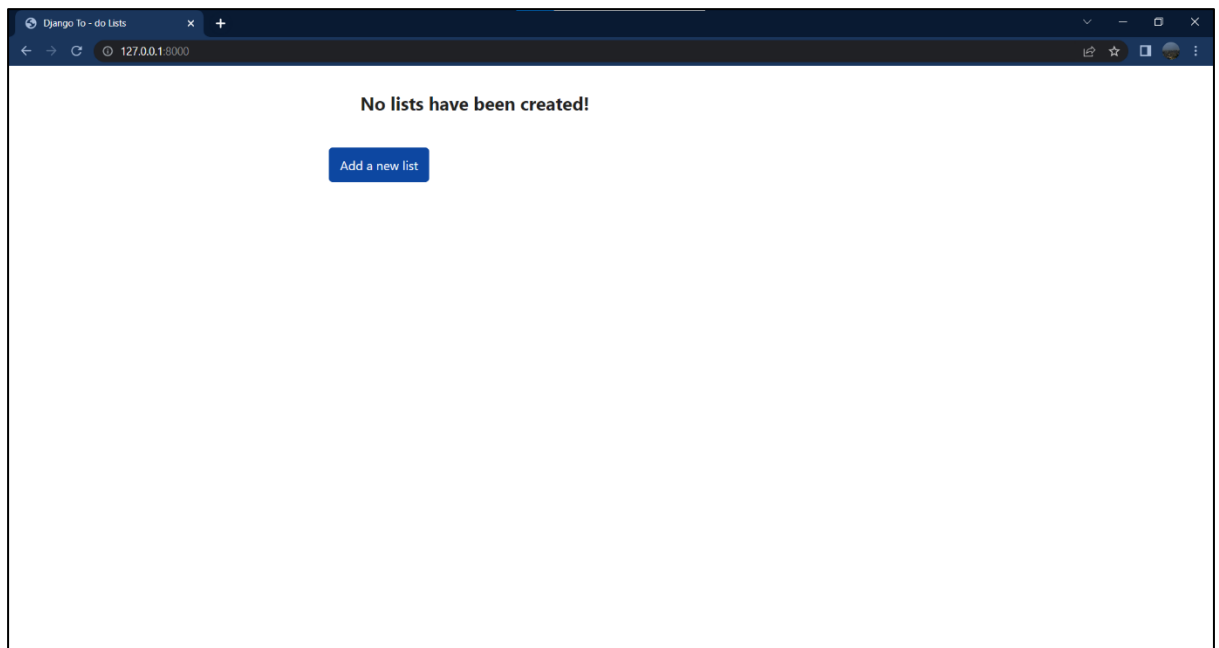 Django To - do Lists
127.0.0.1:8000
No lists have been created!
Add a new list